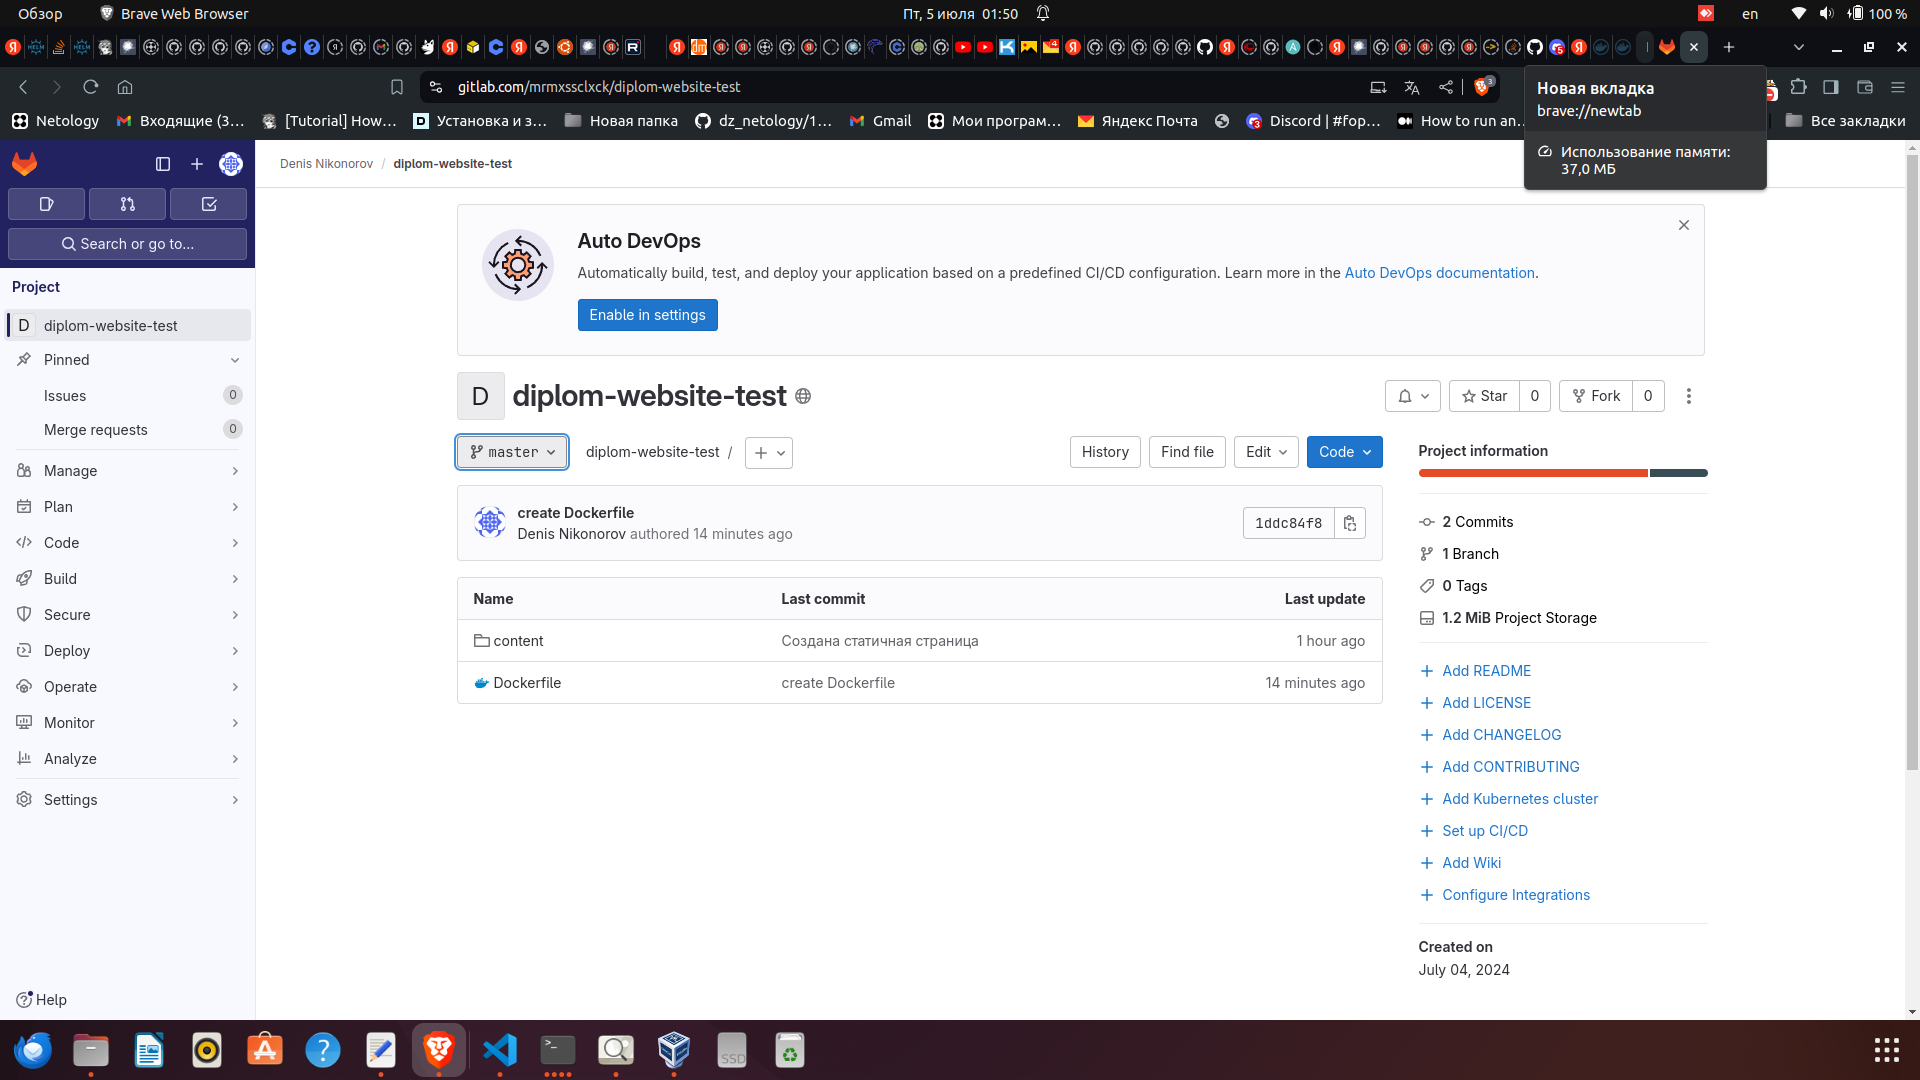 Обзор
Brave Web Browser
Пт, 5 июля 01:50
en
100 %
gitlab.com/mrmxssclxck/diplom-website-test
3
Новая вкладка
brave://newtab
Использование памяти:
37,0 МБ
Netology
Входящие (3…
[Tutorial] How…
Установка и з…
Новая папка
dz_netology/1…
Мои програм…
Яндекс Почта
Discord | #fop…
Gmail
How to run an…
Все закладки
Denis Nikonorov / diplom-website-test
Search or go to…
Project
D diplom-website-test
Pinned
Issues 0
Merge requests 0
Manage
Plan
Code
Build
Secure
Deploy
Operate
Monitor
Analyze
Settings
Help
Auto DevOps
Automatically build, test, and deploy your application based on a predefined CI/CD configuration. Learn more in the Auto DevOps documentation.
Enable in settings
D diplom-website-test
Star 0
Fork 0
master
diplom-website-test /
History
Find file
Edit
Code
create Dockerfile
Denis Nikonorov authored 14 minutes ago
1ddc84f8
Name Last commit Last update
content Создана статичная страница 1 hour ago
Dockerfile create Dockerfile 14 minutes ago
Project information
2 Commits
1 Branch
0 Tags
1.2 MiB Project Storage
Add README
Add LICENSE
Add CHANGELOG
Add CONTRIBUTING
Add Kubernetes cluster
Set up CI/CD
Add Wiki
Configure Integrations
Created on
July 04, 2024
SSD